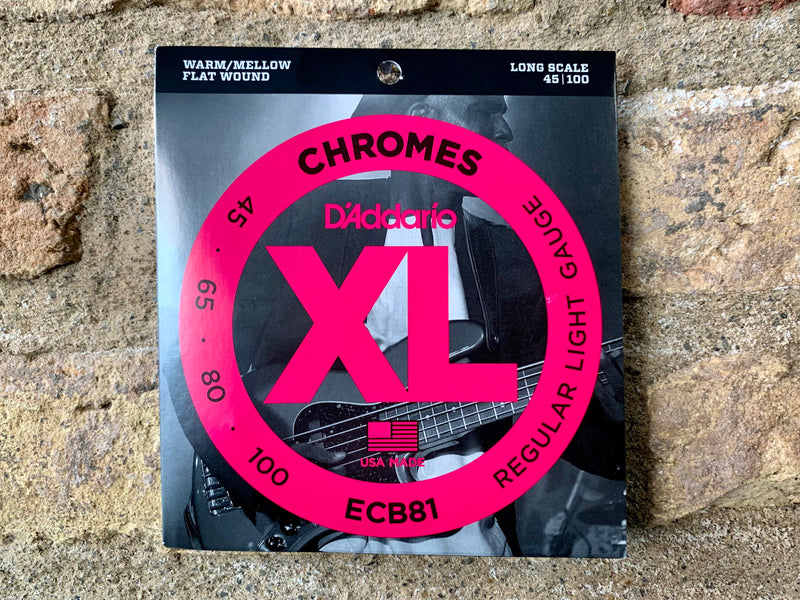 WARM/MELLOW
FLAT WOUND
LONG SCALE
45|100
CHROMES
D'Addario
XL
45 · 65 · 80 · 100
REGULAR LIGHT GAUGE
USA MADE
ECB81